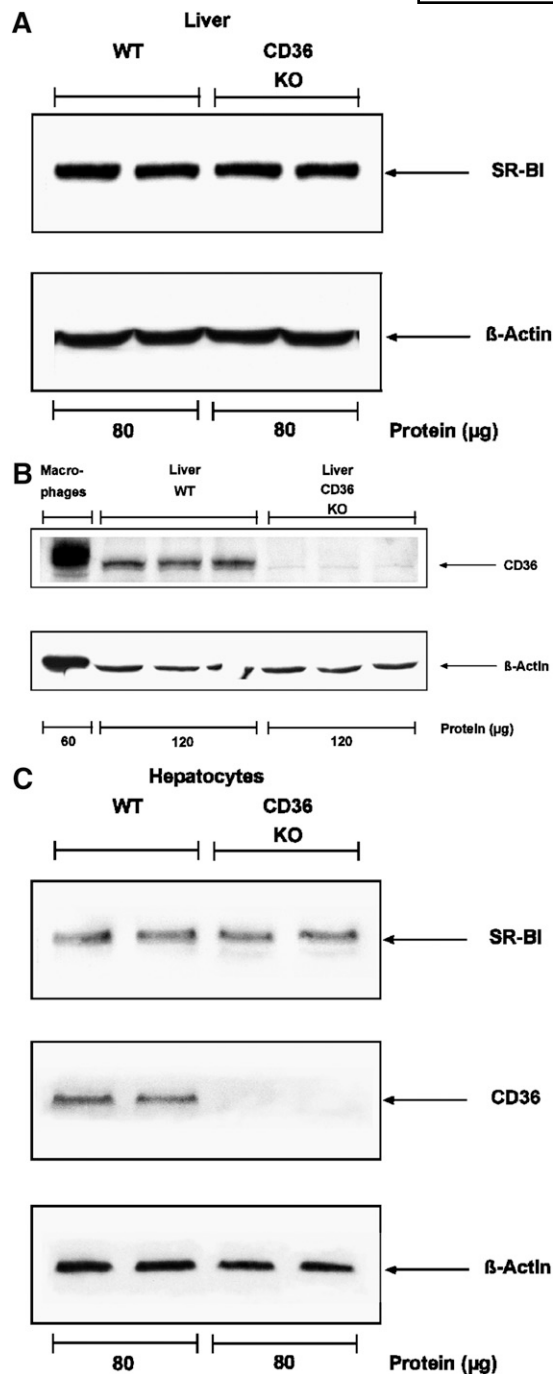 A
Liver
WT
CD36
KO
SR-BI
ß-Actin
80
80
Protein (µg)
B
Macro-
phages
Liver
WT
Liver
CD36
KO
CD36
ß-Actin
60
120
120
Protein (µg)
C
Hepatocytes
WT
CD36
KO
SR-BI
CD36
ß-Actin
80
80
Protein (µg)